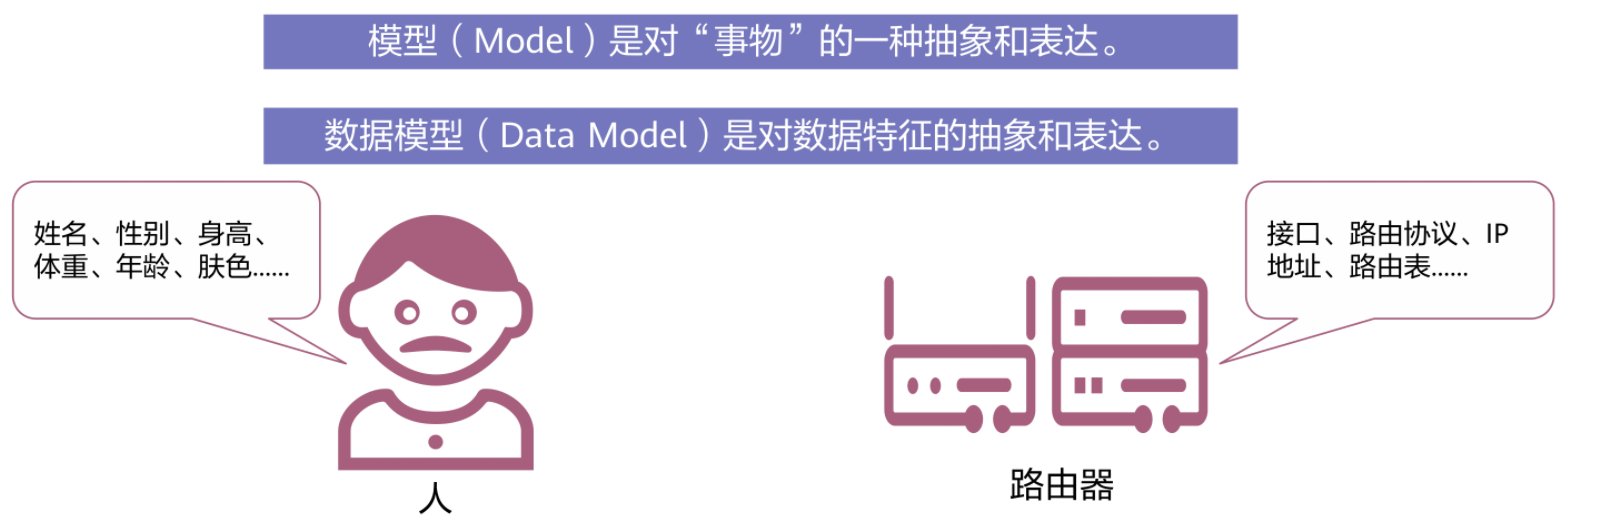 模型（Model）是对“事物”的一种抽象和表达。
数据模型（Data Model）是对数据特征的抽象和表达。
姓名、性别、身高、
体重、年龄、肤色......
接口、路由协议、IP
地址、路由表......
人
路由器